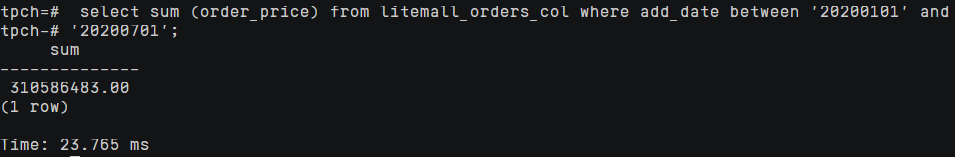 tpch=#  select sum (order_price) from litemall_orders_col where add_date between '20200101' and
tpch-# '20200701';
     sum
--------------
 310586483.00
(1 row)
Time: 23.765 ms